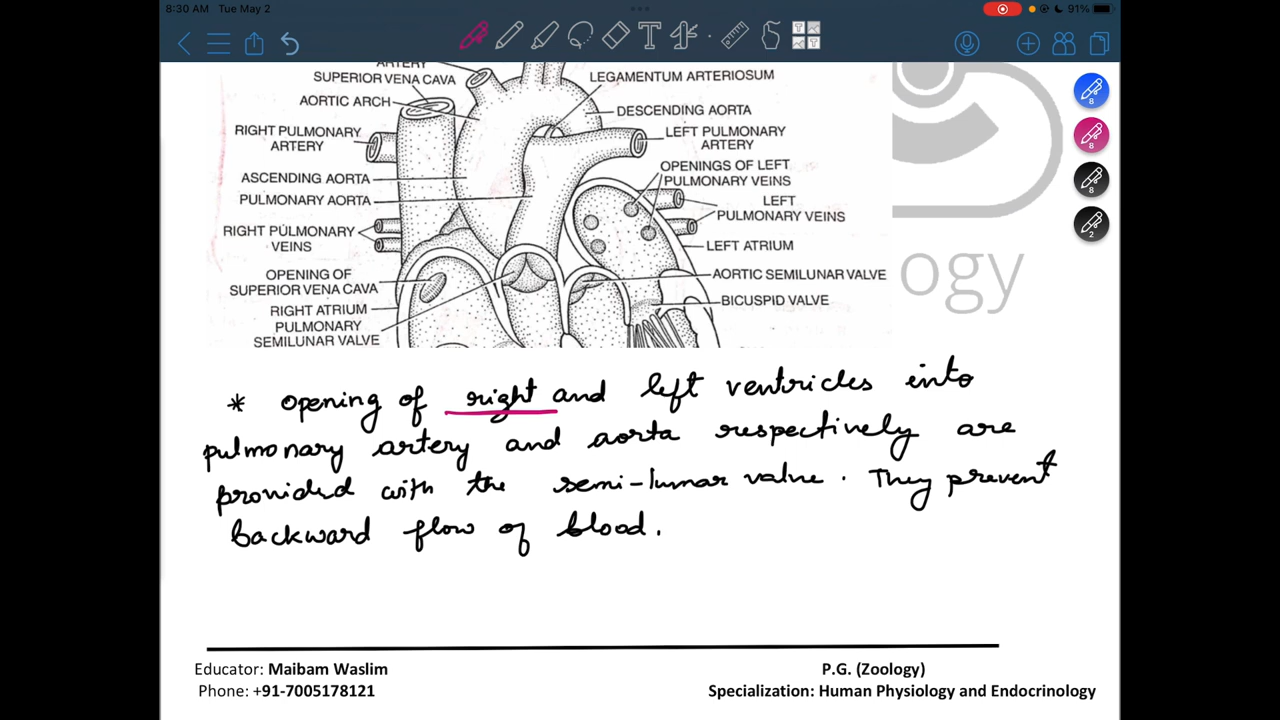 8:30 AM Tue May 2
91%
ARTERY
SUPERIOR VENA CAVA
LEGAMENTUM ARTERIOSUM
AORTIC ARCH
DESCENDING AORTA
RIGHT PULMONARY
ARTERY
LEFT PULMONARY
ARTERY
OPENINGS OF LEFT
PULMONARY VEINS
ASCENDING AORTA
PULMONARY AORTA
LEFT
PULMONARY VEINS
RIGHT PULMONARY
VEINS
LEFT ATRIUM
OPENING OF
SUPERIOR VENA CAVA
AORTIC SEMILUNAR VALVE
BICUSPID VALVE
RIGHT ATRIUM
PULMONARY
SEMILUNAR VALVE
ogy
8
8
8
2
* opening of right and left ventricles into
pulmonary artery and aorta respectively are
provided with the semi-lunar valve. They prevent
backward flow of blood.
Educator: Maibam Waslim
Phone: +91-7005178121
P.G. (Zoology)
Specialization: Human Physiology and Endocrinology